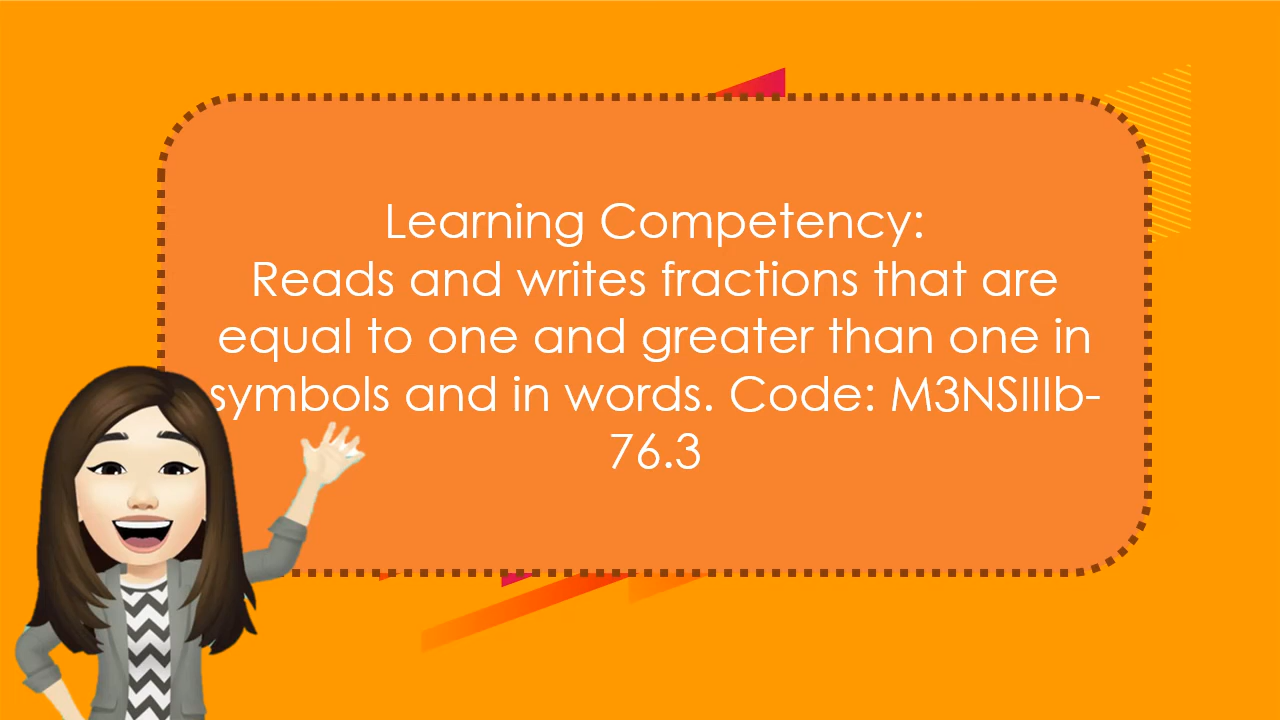 Learning Competency:
Reads and writes fractions that are
equal to one and greater than one in
symbols and in words. Code: M3NSIIIb-
76.3